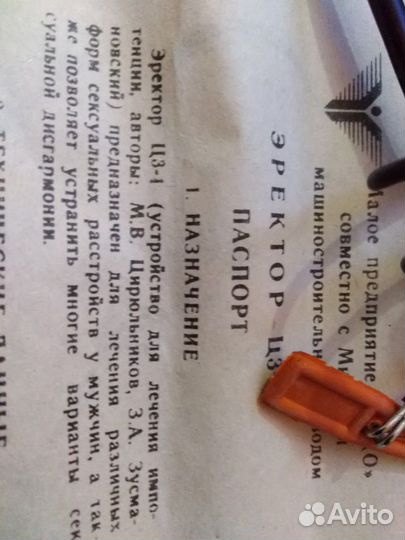 Малое предприятие
совместно с
машиностроительн
ЭРЕКТОР ЦЗ
ПАСПОРТ
1. НАЗНАЧЕНИЕ
Эректор ЦЗ-1 (устройство для лечения импо-
тенции, авторы: М.В. Цирюльников, З.А. Зусма-
новский) предназначен для лечения различных
форм сексуальных расстройств у мужчин, а так
же позволяет устранить многие варианты сек
суальной дисгармонии.
ТЕХНИЧЕСКИЕ ДАННЫЕ
Avito